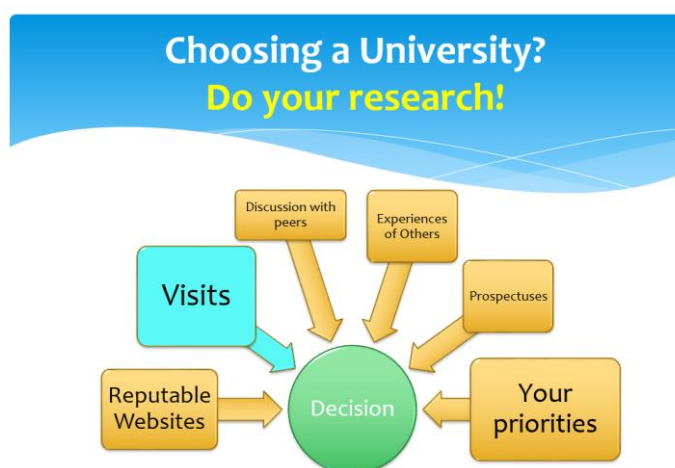 Choosing a University?
Do your research!
Discussion with
peers
Experiences
of Others
Visits
Prospectuses
Reputable
Websites
Decision
Your
priorities